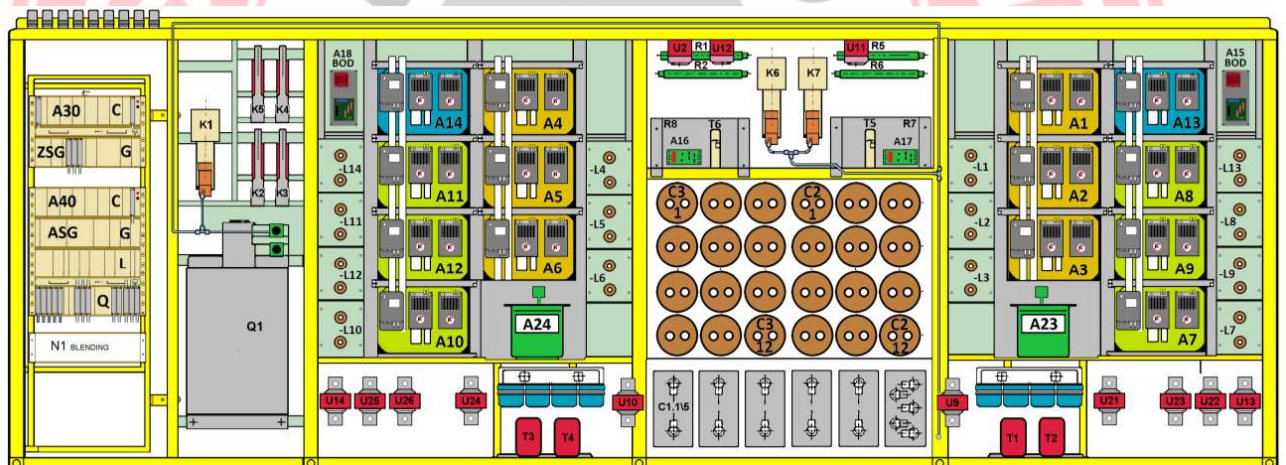 A30 C
ZSG G
A40 C
ASG G
L
Q
N1 BLENDING
K1
K5 K4
K2 K3
Q1
A18
BOD
A14
A4
-L14
A11
A5
-L4
-L11
A12
A6
-L5
-L12
A10
-L6
-L10
A24
U14
U25
U26
U24
U10
T3
T4
U2
R1
U12
R2
K6
K7
U11
R5
R6
R8
A16
T6
T5
R7
A17
C3
1
C2
1
C3
12
C2
12
C1.1\5
U9
A15
BOD
A1
A13
-L1
A2
A8
-L13
-L2
A3
A9
-L8
-L3
A7
-L9
-L7
A23
T1
T2
U21
U23
U22
U13